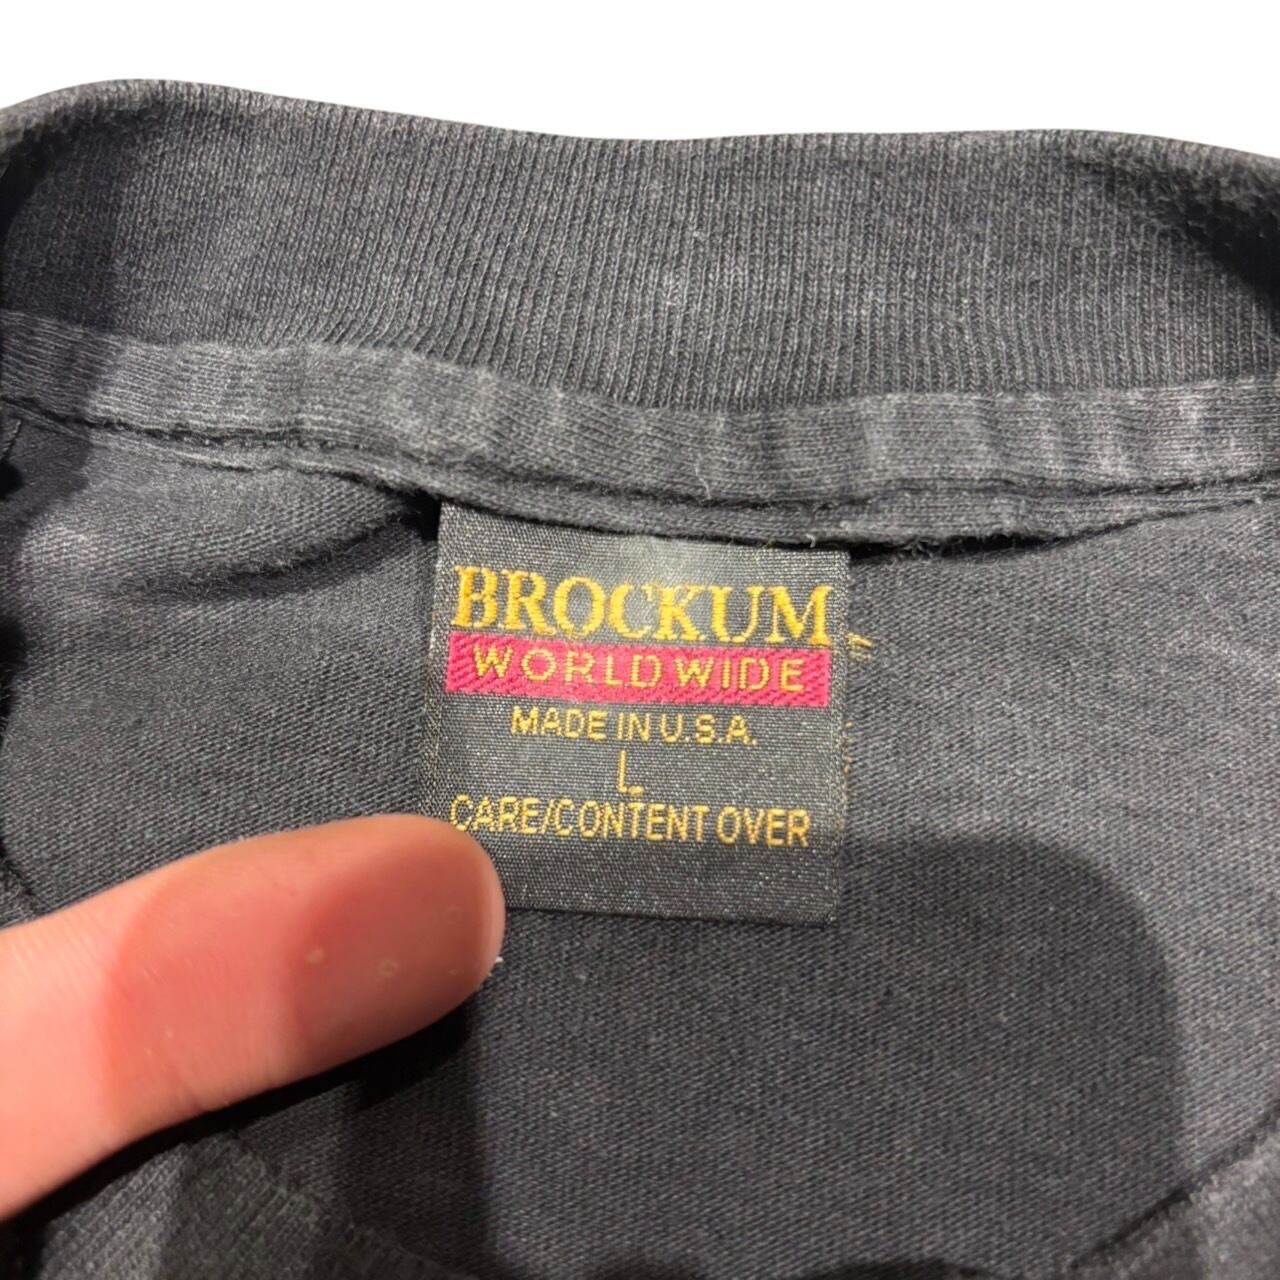 BROCKUM
WORLDWIDE
MADE IN U.S.A.
L
CARE/CONTENT OVER